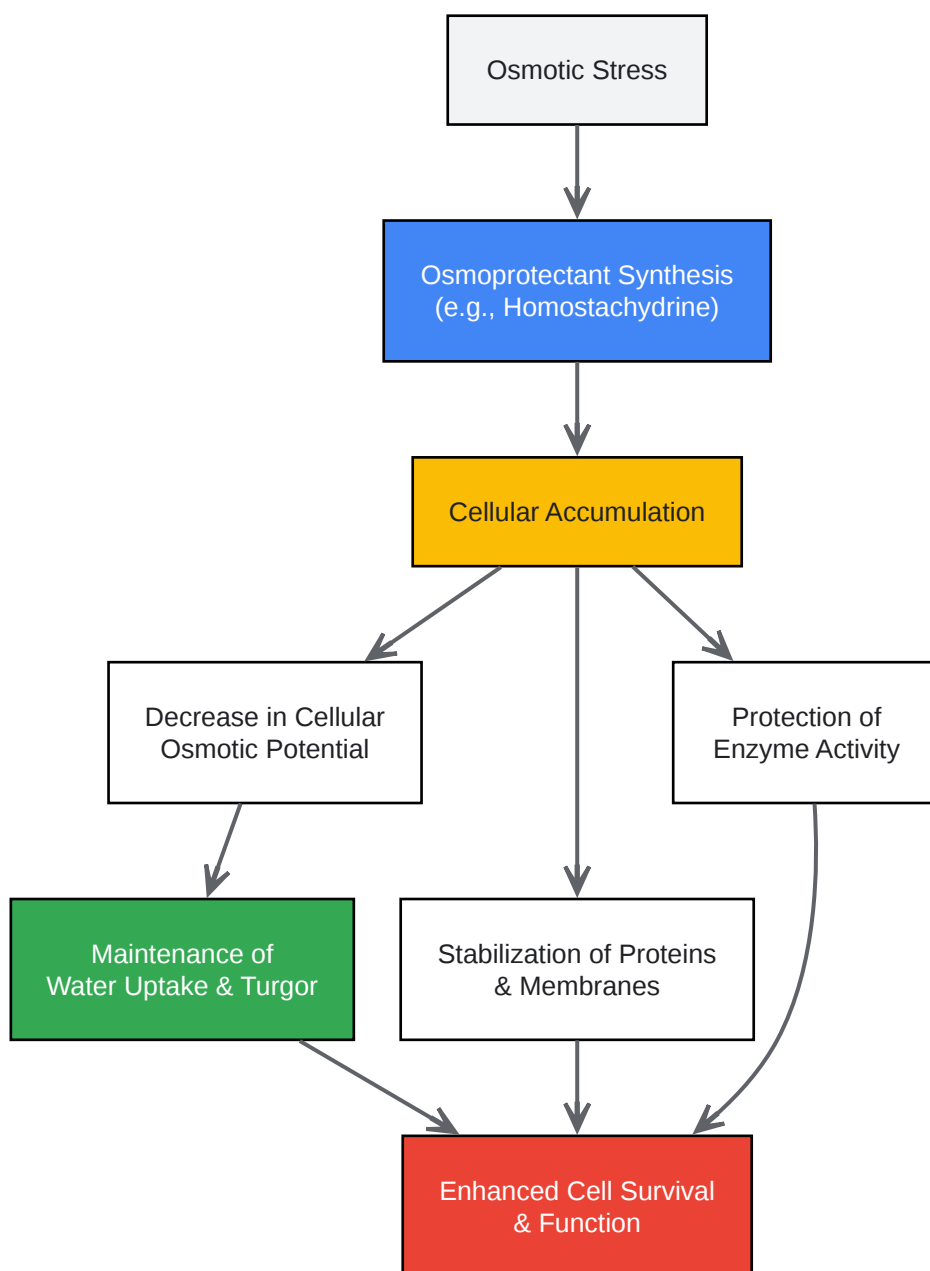 Osmotic Stress
Osmoprotectant Synthesis
(e.g., Homostachydrine)
Cellular Accumulation
Decrease in Cellular
Osmotic Potential
Protection of
Enzyme Activity
Maintenance of
Water Uptake & Turgor
Stabilization of Proteins
& Membranes
Enhanced Cell Survival
& Function